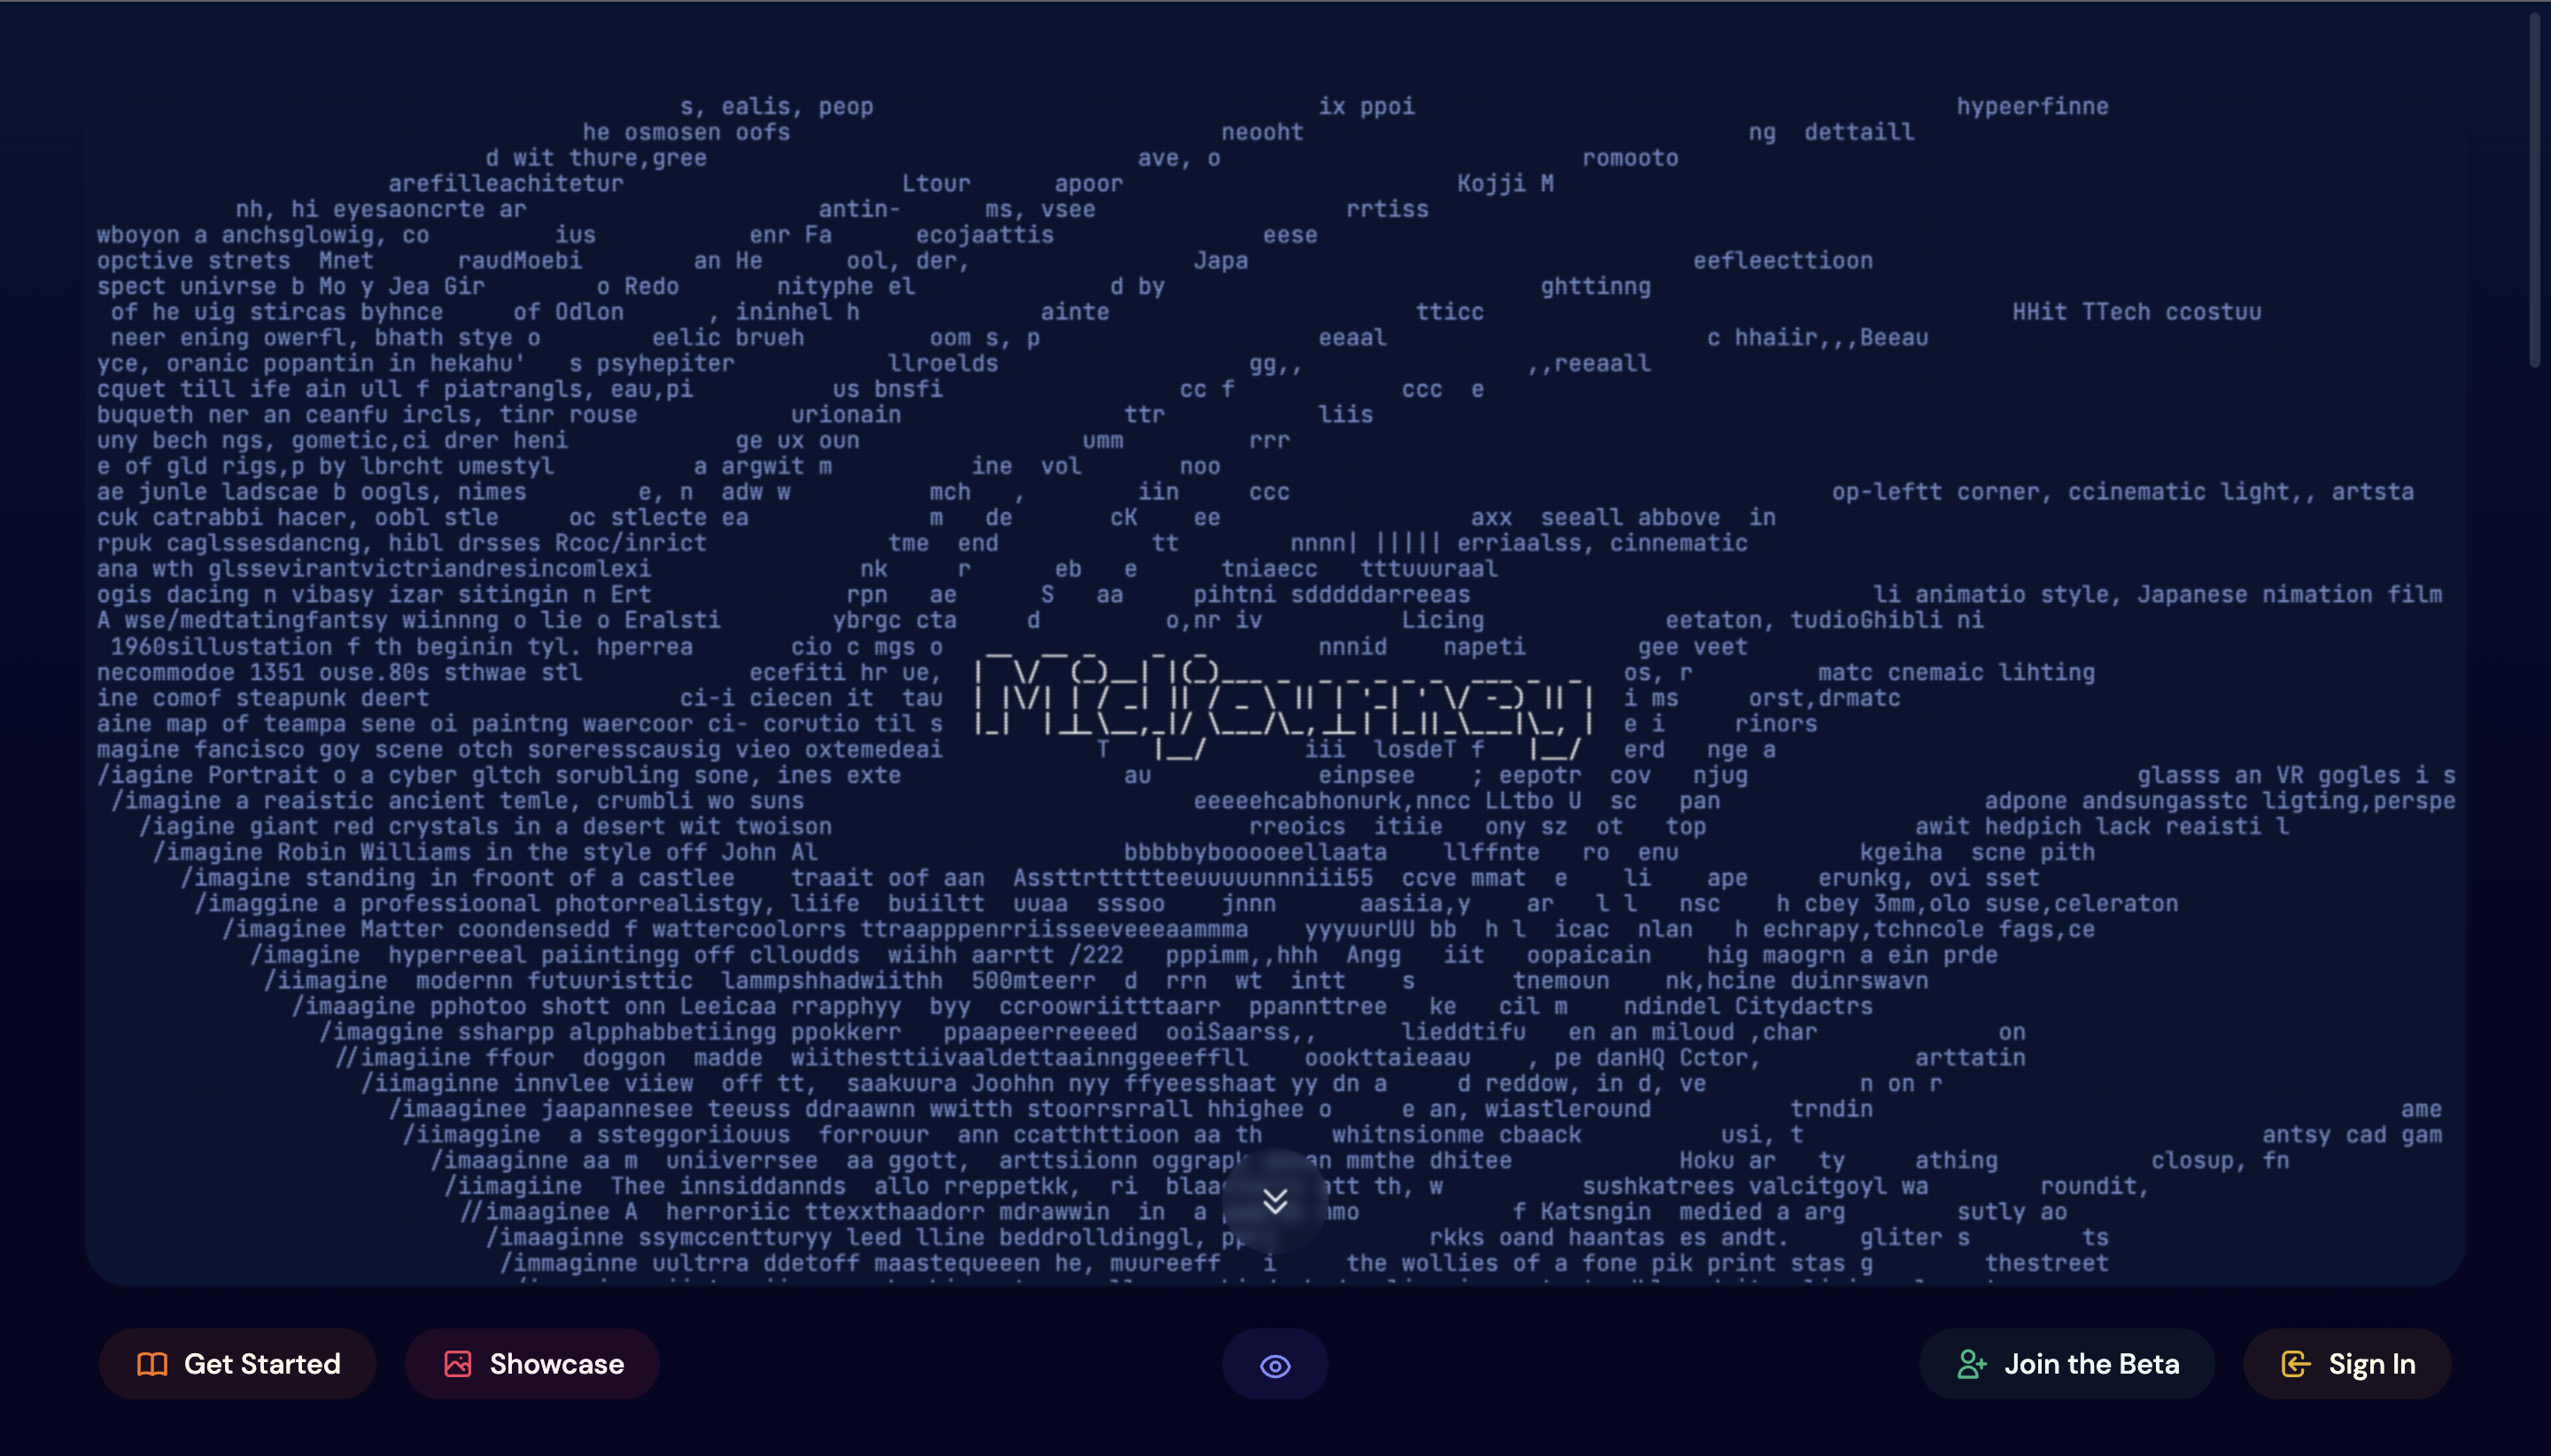 s, ealis, peop ix ppoi hypeerfinne
he osmosen oofs neooht ng dettaill
d wit thure,gree ave, o romooto
arefilleachitetur Ltour apoor Kojji M
nh, hi eyesaoncrte ar antin- ms, vsee rrtiss
wboyon a anchsglowig, co ius enr Fa ecojaattis eese
opctive strets Mnet raudMoebi an He ool, der, Japa eefleecttioon
spect univrse b Mo y Jea Gir o Redo nityphe el d by ghttinng
of he uig stircas byhnce of Odlon , ininhel h ainte tticc HHit TTech ccostuu
neer ening owerfl, bhath stye o eelic brueh oom s, p eeaal c hhaiir,,,Beeau
yce, oranic popantin in hekahu' s psyhepiter llroelds gg,, ,,reeaall
cquet till ife ain ull f piatrangls, eau,pi us bnsfi cc f ccc e
buqueth ner an ceanfu ircls, tinr rouse urionain ttr liis
uny bech ngs, gometic,ci drer heni ge ux oun umm rrr
e of gld rigs,p by lbrcht umestyl a argwit m ine vol noo
ae junle ladscae b oogls, nimes e, n adw w mch , iin ccc op-leftt corner, ccinematic light,, artsta
cuk catrabbi hacer, oobl stle oc stlecte ea m de cK ee axx seeall abbove in
rpuk caglssesdancng, hibl drsses Rcoc/inrict tme end tt nnnn| ||||| erriaalss, cinnematic
ana wth glssevirantvictriandresincomlexi nk r eb e tniaecc tttuuuraal
ogis dacing n vibasy izar sitingin n Ert rpn ae S aa pihtni sdddddarreeas li animatio style, Japanese nimation film
A wse/medtatingfantsy wiinnng o lie o Eralsti ybrgc cta d o,nr iv Licing eetaton, tudioGhibli ni
1960sillustation f th beginin tyl. hperrea cio c mgs o nnnid napeti gee veet
necommodoe 1351 ouse.80s sthwae stl ecefiti hr ue, os, r matc cnemaic lihting
Midjourney
ine comof steapunk deert ci-i ciecen it tau i ms orst,drmatc
aine map of teampa sene oi paintng waercoor ci- corutio til s e i rinors
magine fancisco goy scene otch soreresscausig vieo oxtemedeai T iii losdeT f erd nge a
/iagine Portrait o a cyber gltch sorubling sone, ines exte au einpsee ; eepotr cov njug glasss an VR gogles i s
/imagine a reaistic ancient temle, crumbli wo suns eeeeehcabhonurk,nncc LLtbo U sc pan adpone andsungasstc ligting,perspe
/iagine giant red crystals in a desert wit twoison rreoics itiie ony sz ot top awit hedpich lack reaisti l
/imagine Robin Williams in the style off John Al bbbbbybooooeellaata llffnte ro enu kgeiha scne pith
/imagine standing in froont of a castlee traait oof aan Assttrttttteeuuuuunnniii55 ccve mmat e li ape erunkg, ovi sset
/imaggine a professioonal photorrealistgy, liife buiiltt uuaa sssoo jnnn aasiia,y ar l l nsc h cbey 3mm,olo suse,celeraton
/imaginee Matter coondensedd f wattercoolorrs ttraapppenrriisseeveeeaammma yyyuurUU bb h l icac nlan h echrapy,tchncole fags,ce
/imagine hyperreeal paiintingg off clloudds wiihh aarrtt /222 pppimm,,hhh Angg iit oopaicain hig maogrn a ein prde
/iimagine modernn futuuristtic lammpshhadwiithh 500mteerr d rrn wt intt s tnemoun nk,hcine duinrswavn
/imaagine pphotoo shott onn Leeicaa rrapphyy byy ccroowriitttaarr ppannttree ke cil m ndindel Citydactrs
/imaggine ssharpp alpphabbetiingg ppokkerr ppaapeerreeeed ooiSaarss,, lieddtifu en an miloud ,char on
//imagiine ffour doggon madde wiithesttiivaaldettaainnggeeeffll oookttaieaau , pe danHQ Cctor, arttatin
/iimaginne innvlee viiew off tt, saakuura Joohhn nyy ffyeesshaat yy dn a d reddow, in d, ve n on r
/imaaginee jaapannesee teeuss ddraawnn wwitth stoorrsrrall hhighee o e an, wiastleround trndin ame
/iimaggine a ssteggoriiouus forrouur ann ccatthttioon aa th whitnsionme cbaack usi, t antsy cad gam
/imaaginne aa m uniiverrsee aa ggott, arttsiionn mmthe dhitee Hoku ar ty athing closup, fn
/iimagiine Thee innsiddannds allo rreppetkk, ri att th, w sushkatrees valcitgoyl wa roundit,
//imaaginee A herroriic ttexxthaadorr mdrawwin in a f Katsngin medied a arg sutly ao
/imaaginne ssymccentturyy leed lline beddrolldinggl, rkks oand haantas es andt. gliter s ts
/immaginne uultrra ddetoff maastequeeen he, muureeff i the wollies of a fone pik print stas g thestreet
Get Started Showcase Join the Beta Sign In